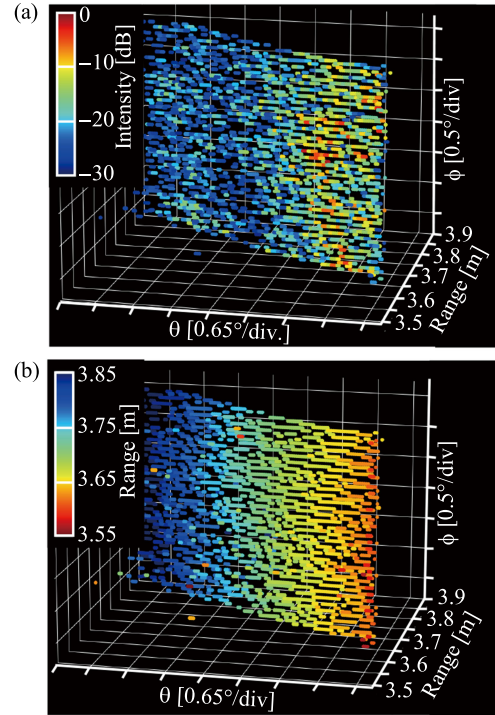 (a)
0
−10
−20
−30
Intensity [dB]
ϕ [0.5°/div]
3.9
3.8
3.7
3.6
3.5
Range [m]
θ [0.65°/div.]
(b)
3.85
3.75
3.65
3.55
Range [m]
ϕ [0.5°/div]
3.9
3.8
3.7
3.6
3.5
Range [m]
θ [0.65°/div]